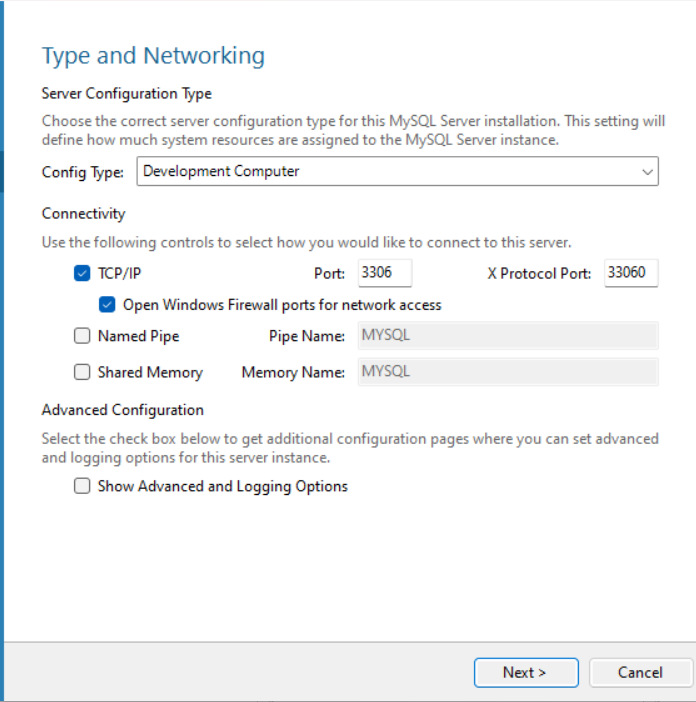 Type and Networking
Server Configuration Type
Choose the correct server configuration type for this MySQL Server installation. This setting will
define how much system resources are assigned to the MySQL Server instance.
Config Type: Development Computer
Connectivity
Use the following controls to select how you would like to connect to this server.
TCP/IP Port: 3306 X Protocol Port: 33060
Open Windows Firewall ports for network access
Named Pipe Pipe Name: MYSQL
Shared Memory Memory Name: MYSQL
Advanced Configuration
Select the check box below to get additional configuration pages where you can set advanced
and logging options for this server instance.
Show Advanced and Logging Options
Next > Cancel